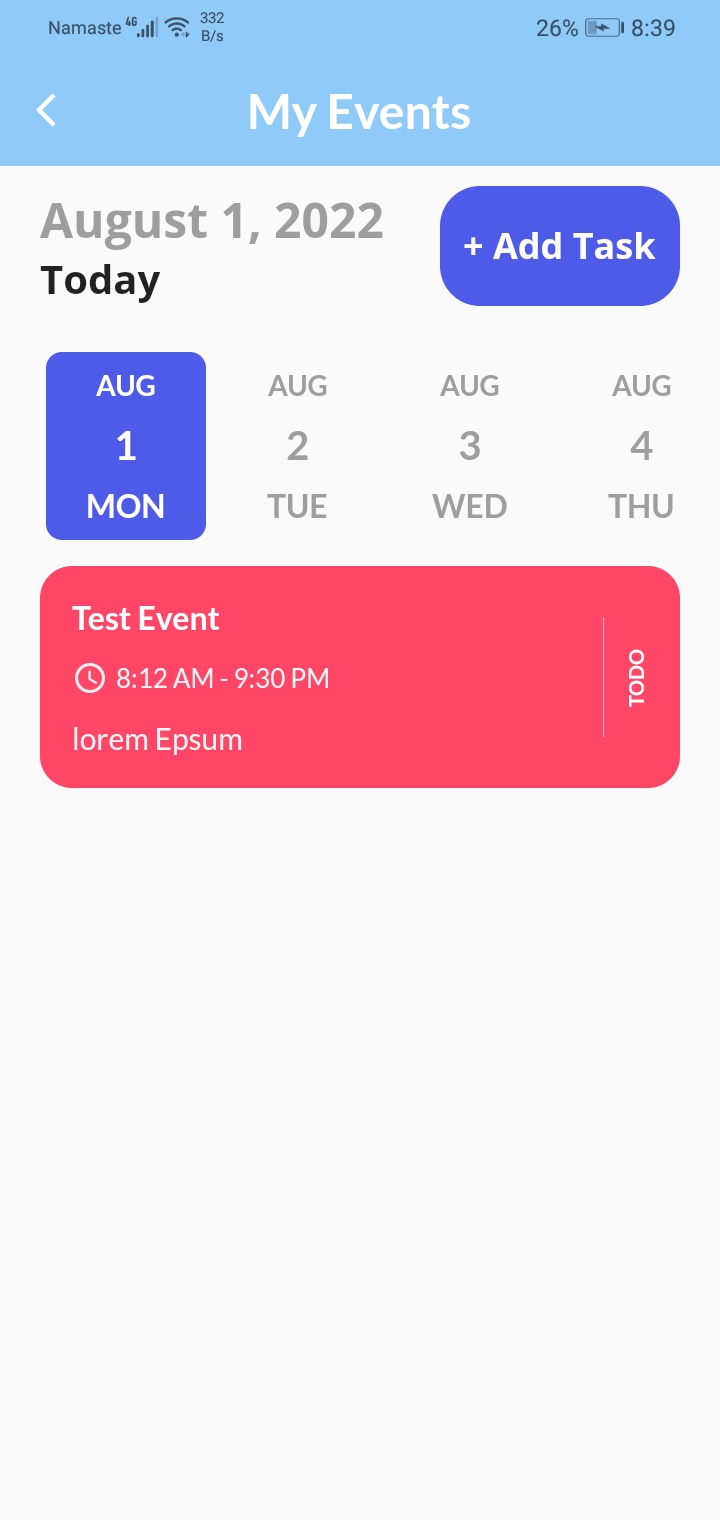 Namaste 4G 332 B/s 26% 8:39
My Events
August 1, 2022
Today
+ Add Task
AUG AUG AUG AUG
1 2 3 4
MON TUE WED THU
Test Event
8:12 AM - 9:30 PM
lorem Epsum
TODO